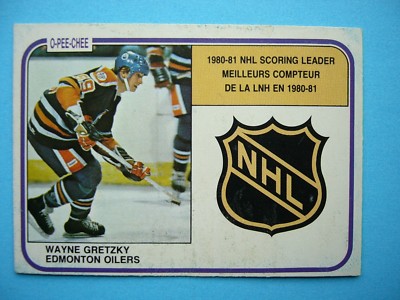 O-PEE-CHEE
1980-81 NHL SCORING LEADER
MEILLEURS COMPTEUR
DE LA LNH EN 1980-81
99
NHL
WAYNE GRETZKY
EDMONTON OILERS